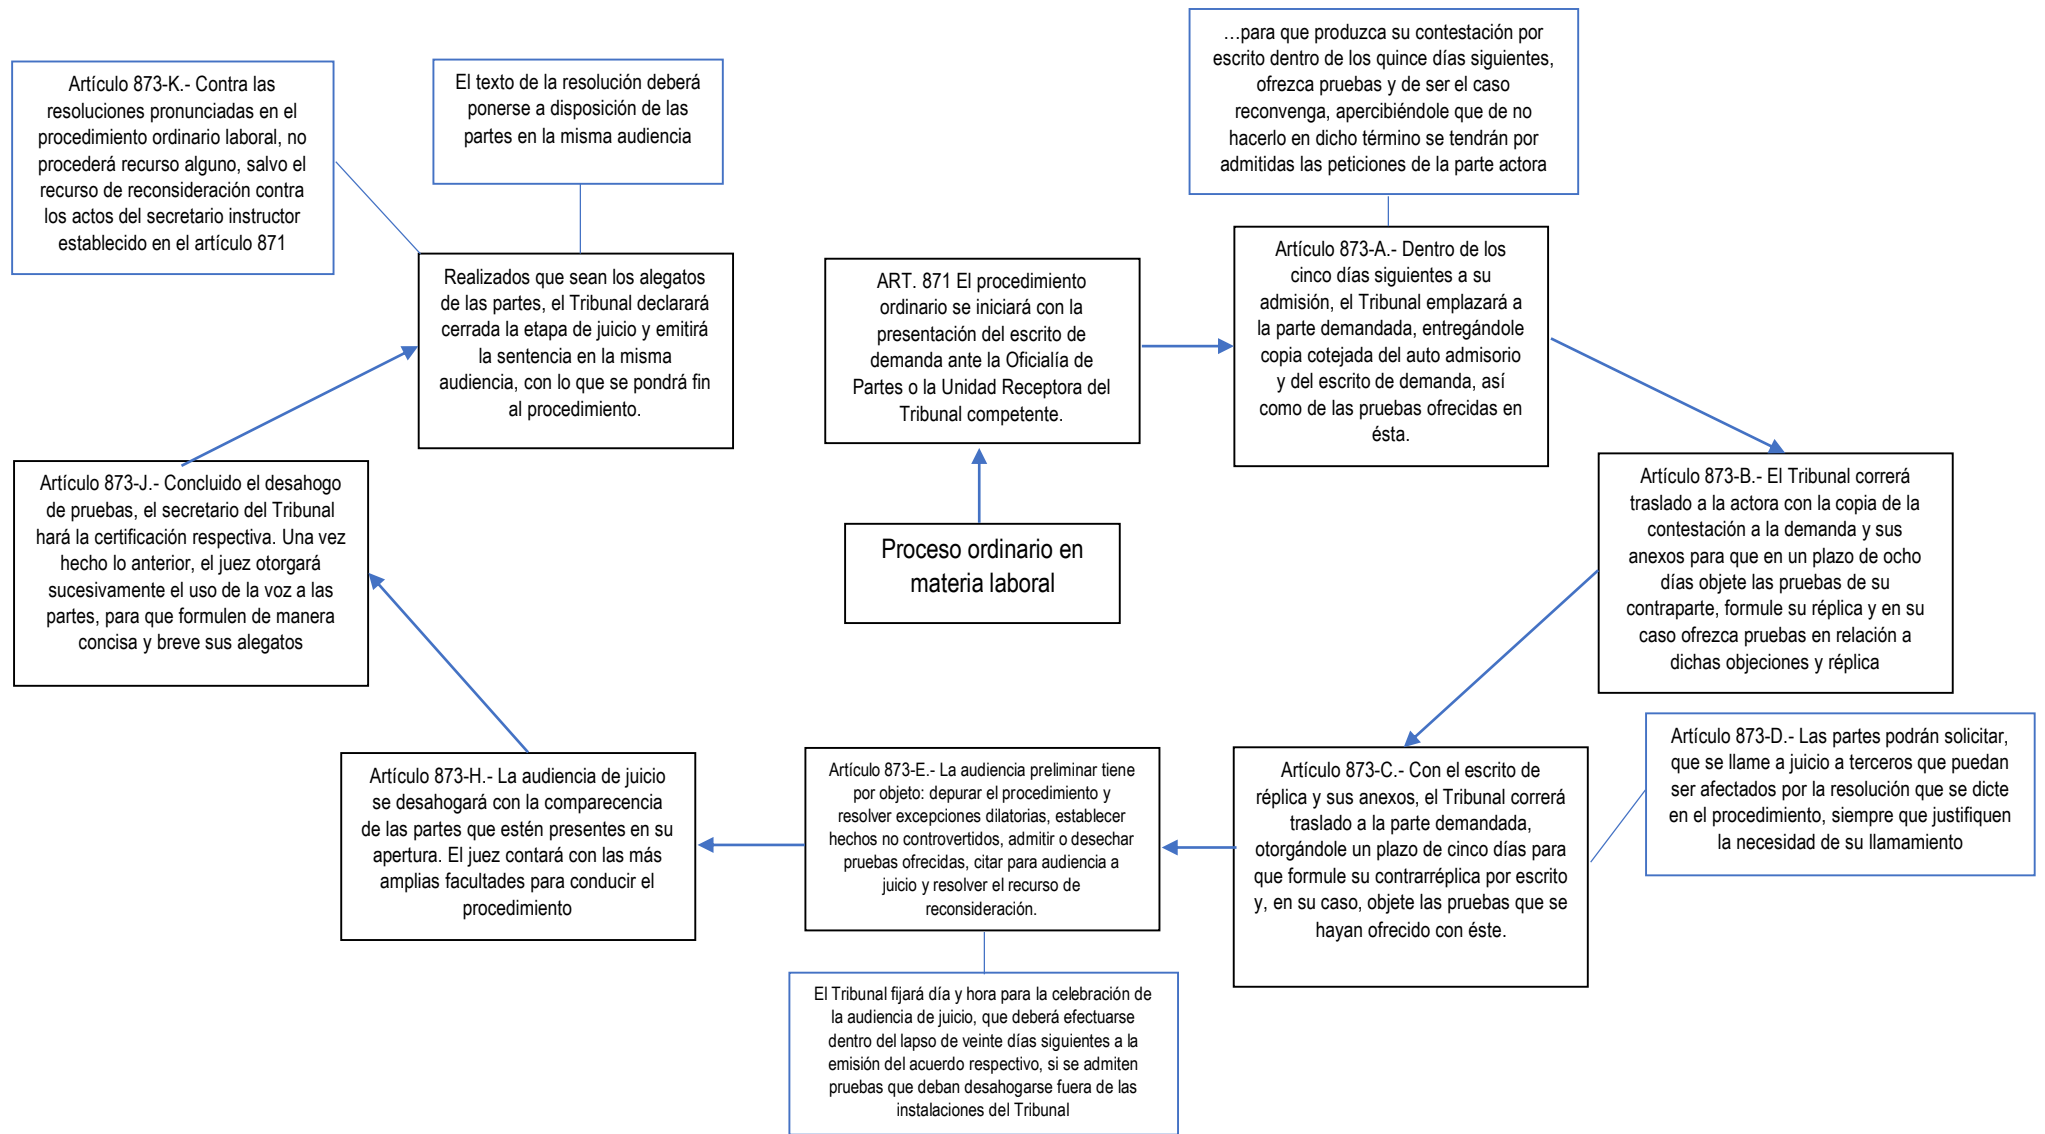 Proceso ordinario en
materia laboral
ART. 871 El procedimiento
ordinario se iniciará con la
presentación del escrito de
demanda ante la Oficialía de
Partes o la Unidad Receptora del
Tribunal competente.
Artículo 873-A.- Dentro de los
cinco días siguientes a su
admisión, el Tribunal emplazará a
la parte demandada, entregándole
copia cotejada del auto admisorio
y del escrito de demanda, así
como de las pruebas ofrecidas en
ésta.
…para que produzca su contestación por
escrito dentro de los quince días siguientes,
ofrezca pruebas y de ser el caso
reconvenga, apercibiéndole que de no
hacerlo en dicho término se tendrán por
admitidas las peticiones de la parte actora
Artículo 873-B.- El Tribunal correrá
traslado a la actora con la copia de la
contestación a la demanda y sus
anexos para que en un plazo de ocho
días objete las pruebas de su
contraparte, formule su réplica y en su
caso ofrezca pruebas en relación a
dichas objeciones y réplica
Artículo 873-C.- Con el escrito de
réplica y sus anexos, el Tribunal correrá
traslado a la parte demandada,
otorgándole un plazo de cinco días para
que formule su contrarréplica por escrito
y, en su caso, objete las pruebas que se
hayan ofrecido con éste.
Artículo 873-D.- Las partes podrán solicitar,
que se llame a juicio a terceros que puedan
ser afectados por la resolución que se dicte
en el procedimiento, siempre que justifiquen
la necesidad de su llamamiento
Artículo 873-E.- La audiencia preliminar tiene
por objeto: depurar el procedimiento y
resolver excepciones dilatorias, establecer
hechos no controvertidos, admitir o desechar
pruebas ofrecidas, citar para audiencia a
juicio y resolver el recurso de
reconsideración.
El Tribunal fijará día y hora para la celebración de
la audiencia de juicio, que deberá efectuarse
dentro del lapso de veinte días siguientes a la
emisión del acuerdo respectivo, si se admiten
pruebas que deban desahogarse fuera de las
instalaciones del Tribunal
Artículo 873-H.- La audiencia de juicio
se desahogará con la comparecencia
de las partes que estén presentes en su
apertura. El juez contará con las más
amplias facultades para conducir el
procedimiento
Artículo 873-J.- Concluido el desahogo
de pruebas, el secretario del Tribunal
hará la certificación respectiva. Una vez
hecho lo anterior, el juez otorgará
sucesivamente el uso de la voz a las
partes, para que formulen de manera
concisa y breve sus alegatos
Realizados que sean los alegatos
de las partes, el Tribunal declarará
cerrada la etapa de juicio y emitirá
la sentencia en la misma
audiencia, con lo que se pondrá fin
al procedimiento.
El texto de la resolución deberá
ponerse a disposición de las
partes en la misma audiencia
Artículo 873-K.- Contra las
resoluciones pronunciadas en el
procedimiento ordinario laboral, no
procederá recurso alguno, salvo el
recurso de reconsideración contra
los actos del secretario instructor
establecido en el artículo 871